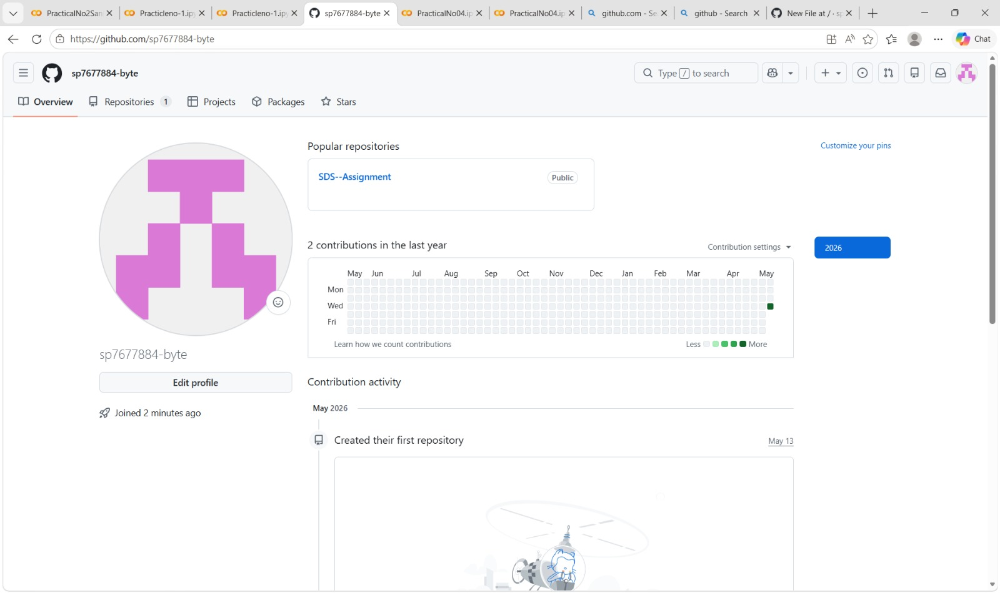 PracticalNo2San
Practicleno-1.ipy
Practicleno-1.ipy
sp7677884-byte
PracticalNo04.ip
PracticalNo04.ip
github.com - Se
github - Search
New File at / · sp
https://github.com/sp7677884-byte
Chat
sp7677884-byte
Type / to search
Overview
Repositories 1
Projects
Packages
Stars
Popular repositories
Customize your pins
SDS--Assignment
Public
2 contributions in the last year
Contribution settings
2026
May Jun Jul Aug Sep Oct Nov Dec Jan Feb Mar Apr May
Mon
Wed
Fri
Learn how we count contributions
Less
More
sp7677884-byte
Edit profile
Joined 2 minutes ago
Contribution activity
May 2026
Created their first repository
May 13